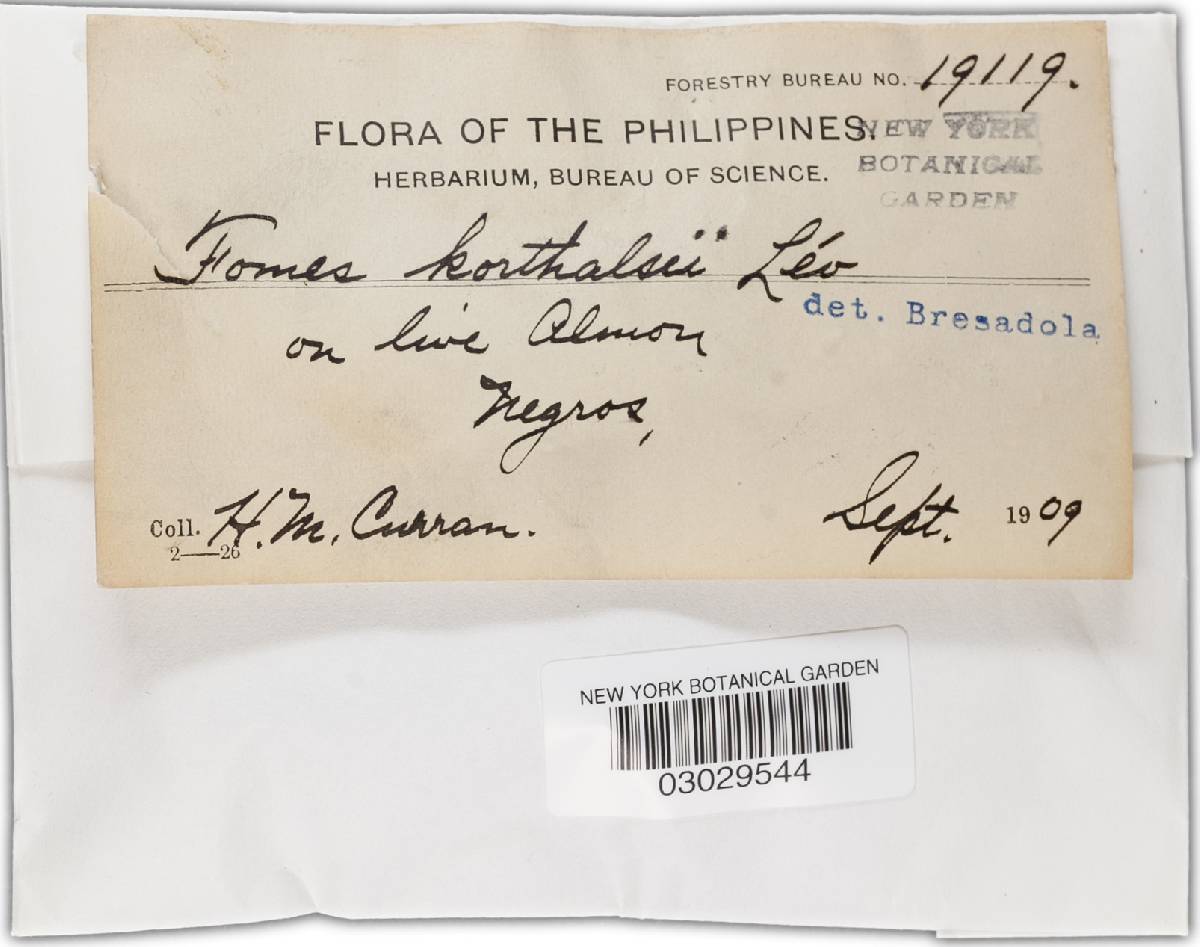 FORESTRY BUREAU NO. 19119.
FLORA OF THE PHILIPPINES.
NEW YORK
BOTANICAL
GARDEN
HERBARIUM, BUREAU OF SCIENCE.
Fomes korthalsii Lév
det. Bresadola
on live Almon
Negros,
Coll. H. M. Curran.
Sept. 1909
2—26
NEW YORK BOTANICAL GARDEN
03029544